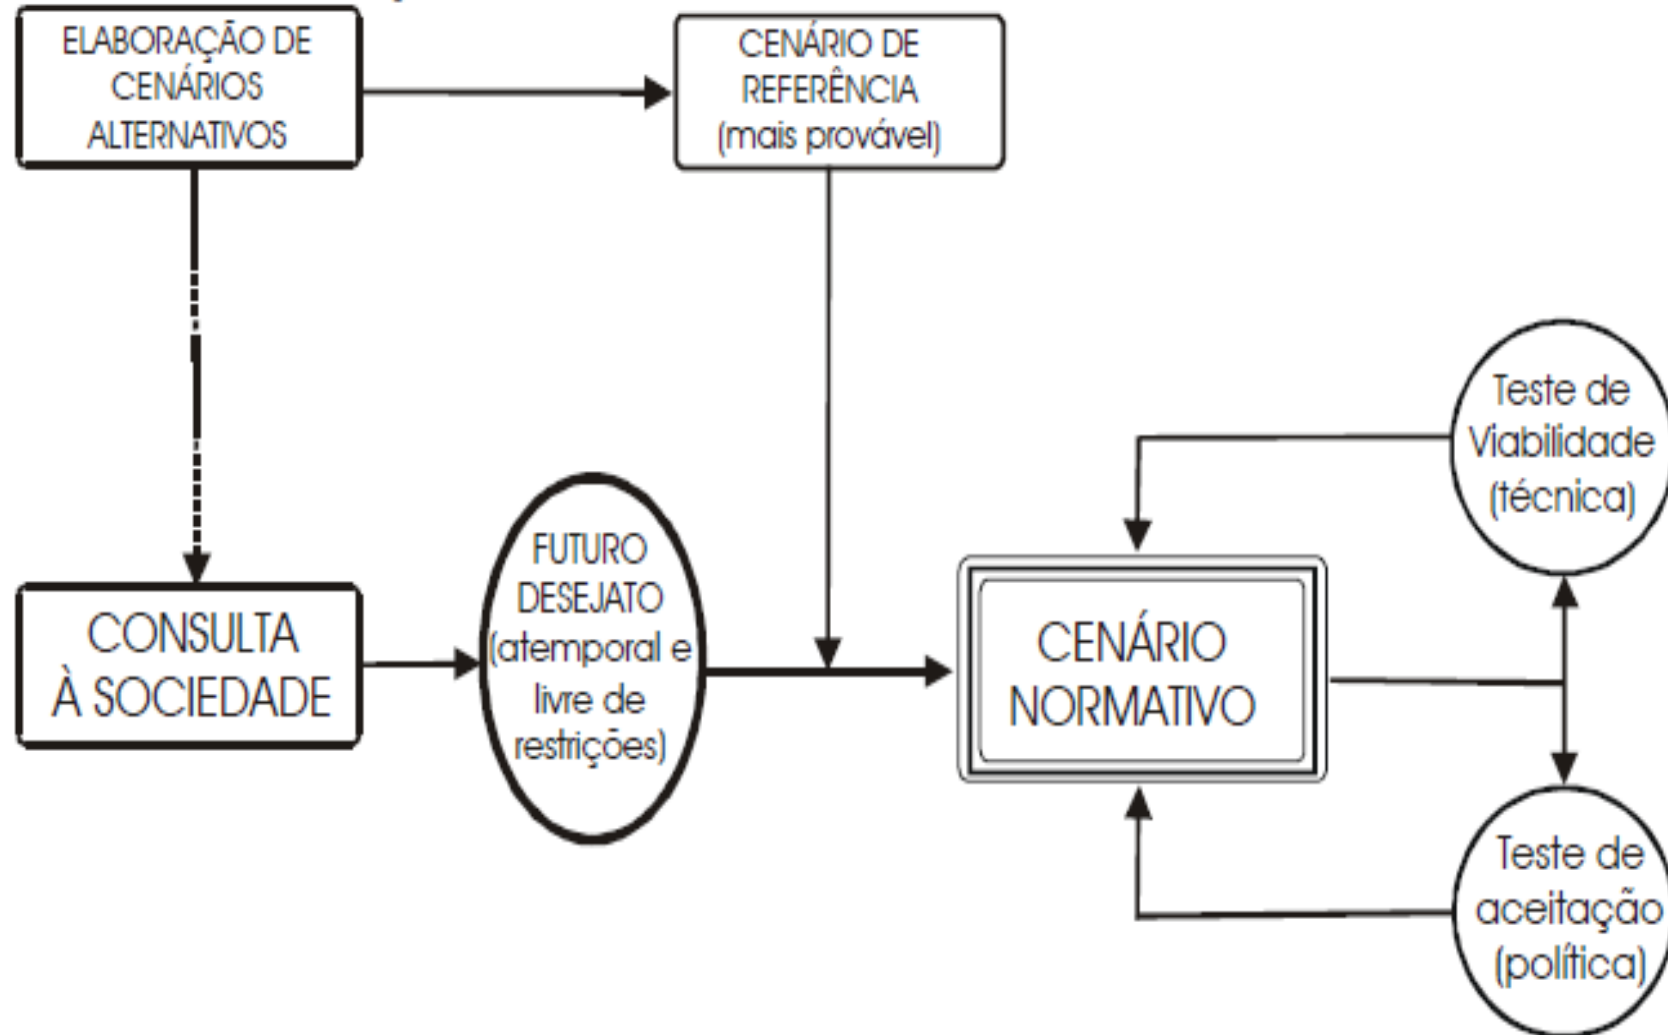 ELABORAÇÃO DE
CENÁRIOS
ALTERNATIVOS
CENÁRIO DE
REFERÊNCIA
(mais provável)
CONSULTA
À SOCIEDADE
FUTURO
DESEJATO
(atemporal e
livre de
restrições)
CENÁRIO
NORMATIVO
Teste de
Viabilidade
(técnica)
Teste de
aceitação
(política)